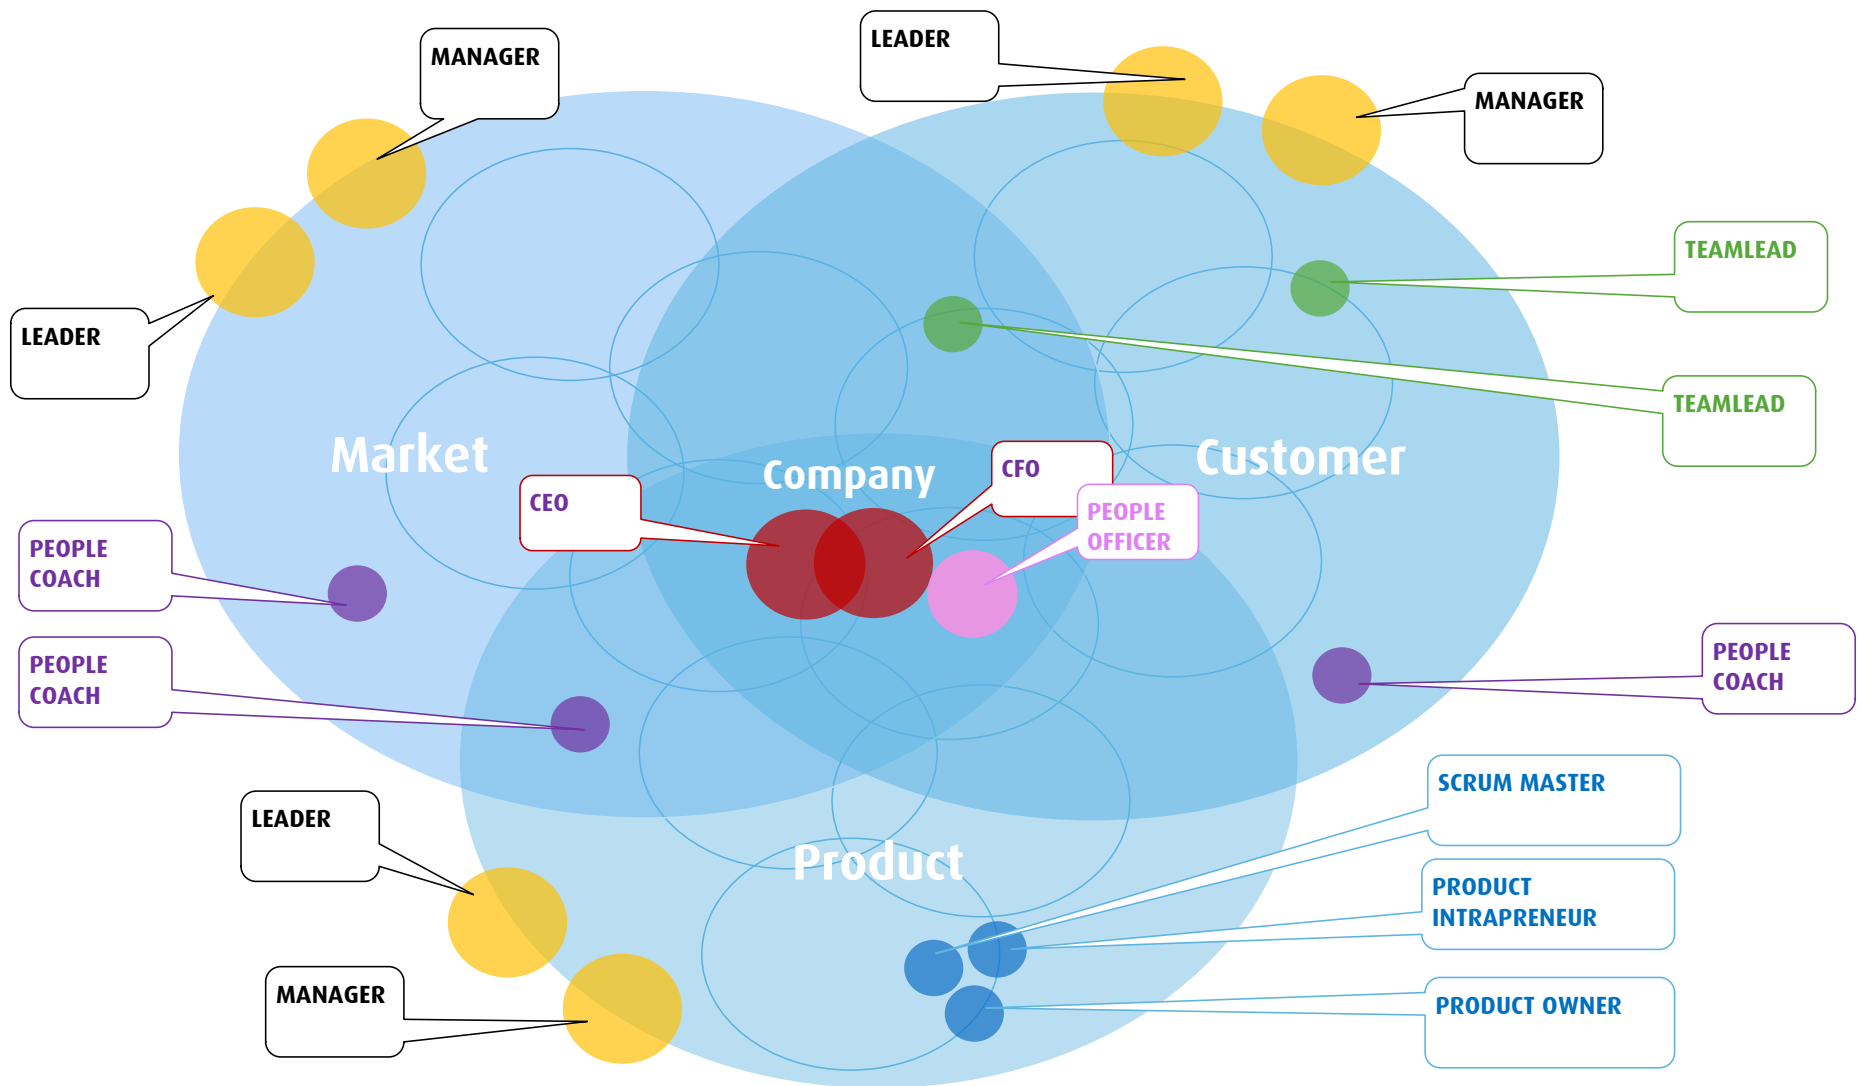 LEADER
MANAGER
MANAGER
TEAMLEAD
LEADER
TEAMLEAD
Market
Customer
Company
CFO
CEO
PEOPLE
OFFICER
PEOPLE
COACH
PEOPLE
COACH
PEOPLE
COACH
SCRUM MASTER
LEADER
Product
PRODUCT
INTRAPRENEUR
MANAGER
PRODUCT OWNER